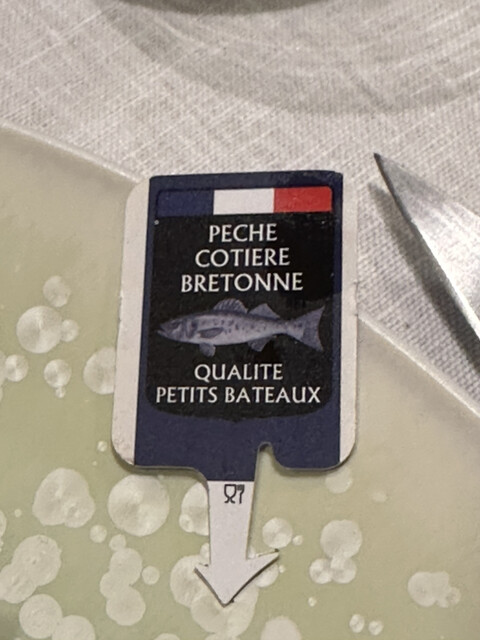 PECHE
COTIERE
BRETONNE
QUALITE
PETITS BATEAUX